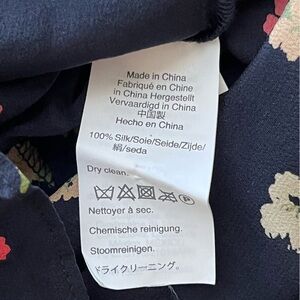 Made in China
Fabriqué en Chine
in China Hergestellt
Vervaardigd in China
中国製
Hecho en China
100% Silk/Soie/Seide/Zijde/
絹/seda
Dry clean.
Nettoyer à sec.
Chemische reinigung.
Stoomreinigen.
ドライクリーニング。